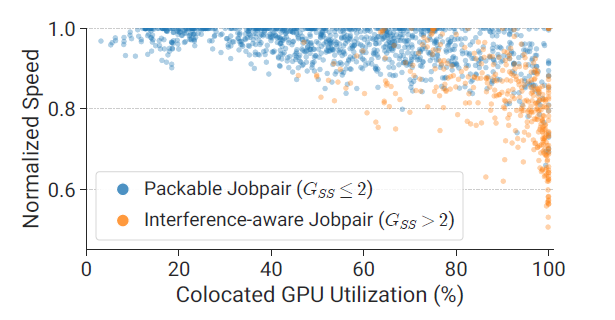 1.0
0.8
0.6
Normalized Speed
Packable Jobpair (G_SS ≤ 2)
Interference-aware Jobpair (G_SS > 2)
0 20 40 60 80 100
Colocated GPU Utilization (%)